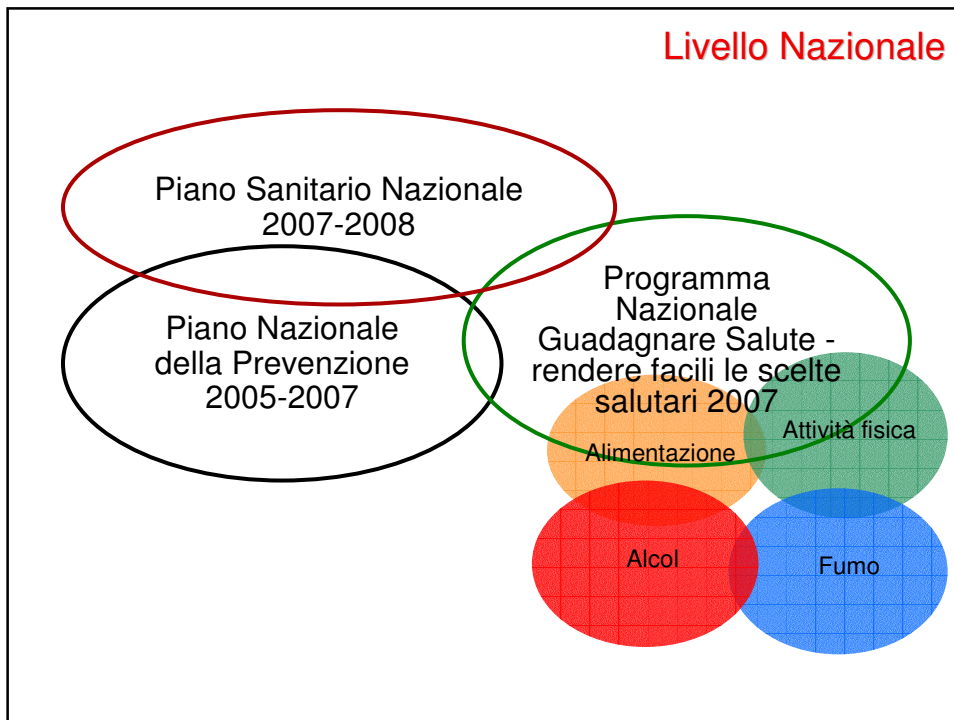 Livello Nazionale
Piano Sanitario Nazionale
2007-2008
Piano Nazionale
della Prevenzione
2005-2007
Programma
Nazionale
Guadagnare Salute -
rendere facili le scelte
salutari 2007
Alimentazione
Attività fisica
Alcol
Fumo